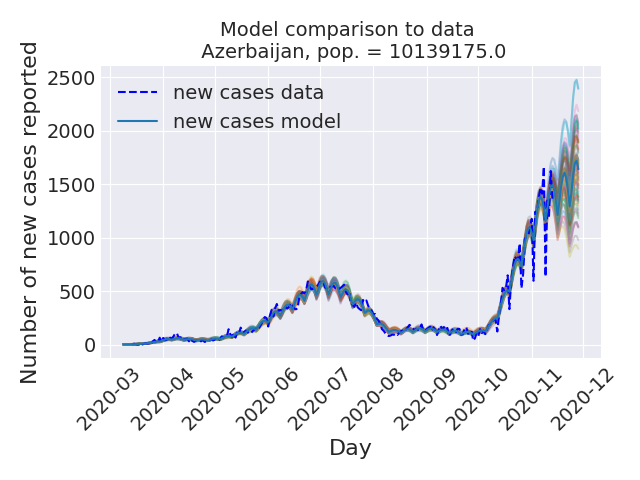 Model comparison to data
Azerbaijan, pop. = 10139175.0
Number of new cases reported
2500
2000
1500
1000
500
0
new cases data
new cases model
2020-03
2020-04
2020-05
2020-06
2020-07
2020-08
2020-09
2020-10
2020-11
2020-12
Day